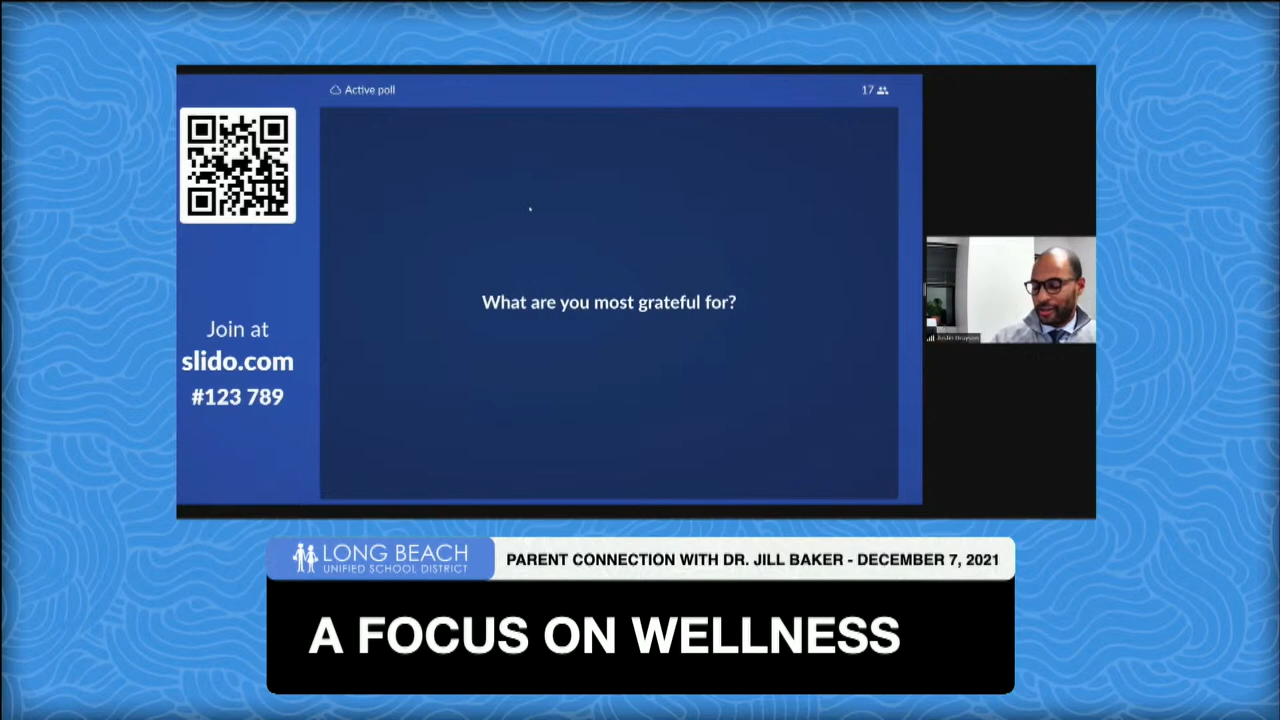 Active poll
17
Join at
slido.com
#123 789
What are you most grateful for?
Justin
LONG BEACH
UNIFIED SCHOOL DISTRICT
PARENT CONNECTION WITH DR. JILL BAKER - DECEMBER 7, 2021
A FOCUS ON WELLNESS